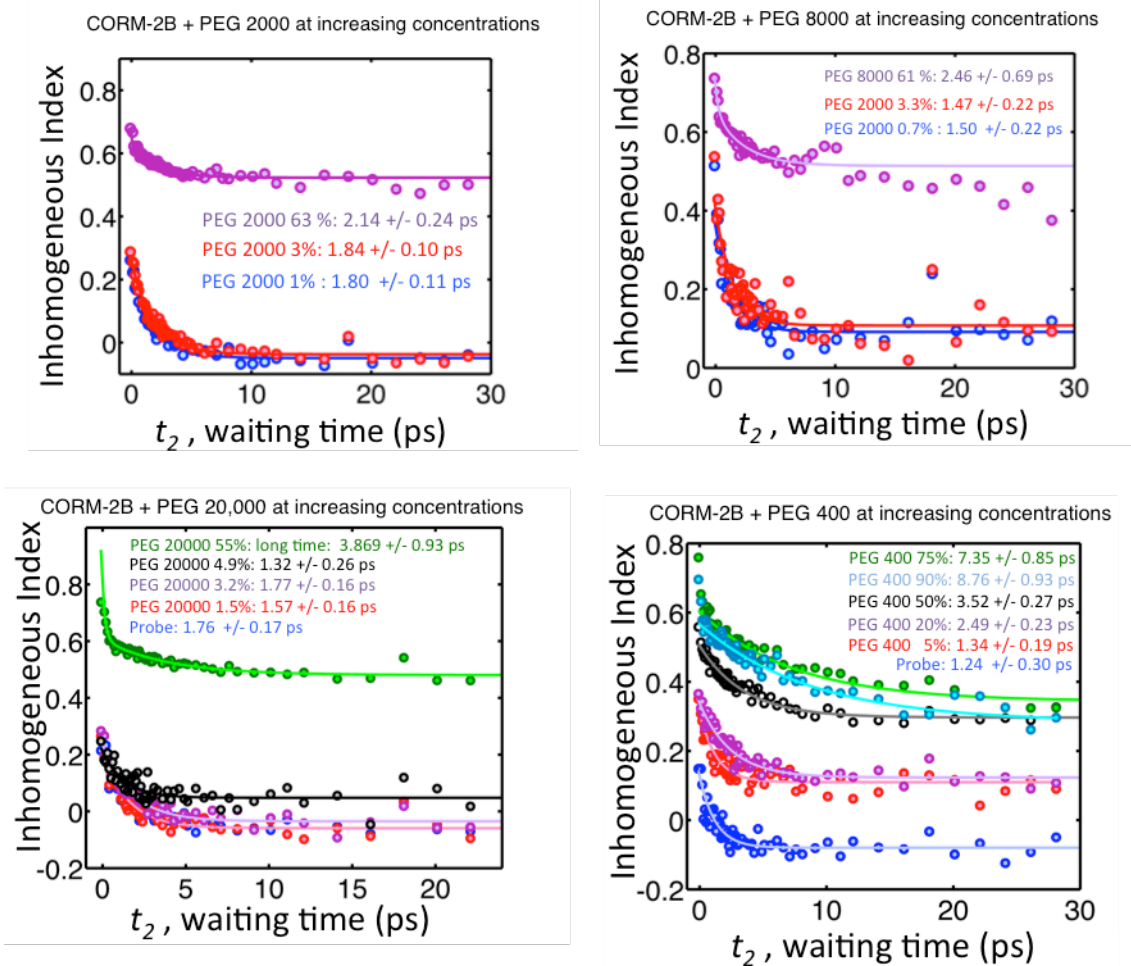 CORM-2B + PEG 2000 at increasing concentrations
Inhomogeneous Index
0.8
0.6
0.4
0.2
0
PEG 2000 63 %: 2.14 +/- 0.24 ps
PEG 2000 3%: 1.84 +/- 0.10 ps
PEG 2000 1% : 1.80 +/- 0.11 ps
0 10 20 30
t2 , waiting time (ps)
CORM-2B + PEG 8000 at increasing concentrations
Inhomogeneous Index
0.8
0.6
0.4
0.2
0
PEG 8000 61 %: 2.46 +/- 0.69 ps
PEG 2000 3.3%: 1.47 +/- 0.22 ps
PEG 2000 0.7% : 1.50 +/- 0.22 ps
0 10 20 30
t2 , waiting time (ps)
CORM-2B + PEG 20,000 at increasing concentrations
Inhomogeneous Index
0.8
0.6
0.4
0.2
0
-0.2
PEG 20000 55%: long time: 3.869 +/- 0.93 ps
PEG 20000 4.9%: 1.32 +/- 0.26 ps
PEG 20000 3.2%: 1.77 +/- 0.16 ps
PEG 20000 1.5%: 1.57 +/- 0.16 ps
Probe: 1.76 +/- 0.17 ps
0 5 10 15 20
t2 , waiting time (ps)
CORM-2B + PEG 400 at increasing concentrations
Inhomogeneous Index
0.8
0.6
0.4
0.2
0
-0.2
PEG 400 75%: 7.35 +/- 0.85 ps
PEG 400 90%: 8.76 +/- 0.93 ps
PEG 400 50%: 3.52 +/- 0.27 ps
PEG 400 20%: 2.49 +/- 0.23 ps
PEG 400 5%: 1.34 +/- 0.19 ps
Probe: 1.24 +/- 0.30 ps
0 10 20 30
t2 , waiting time (ps)